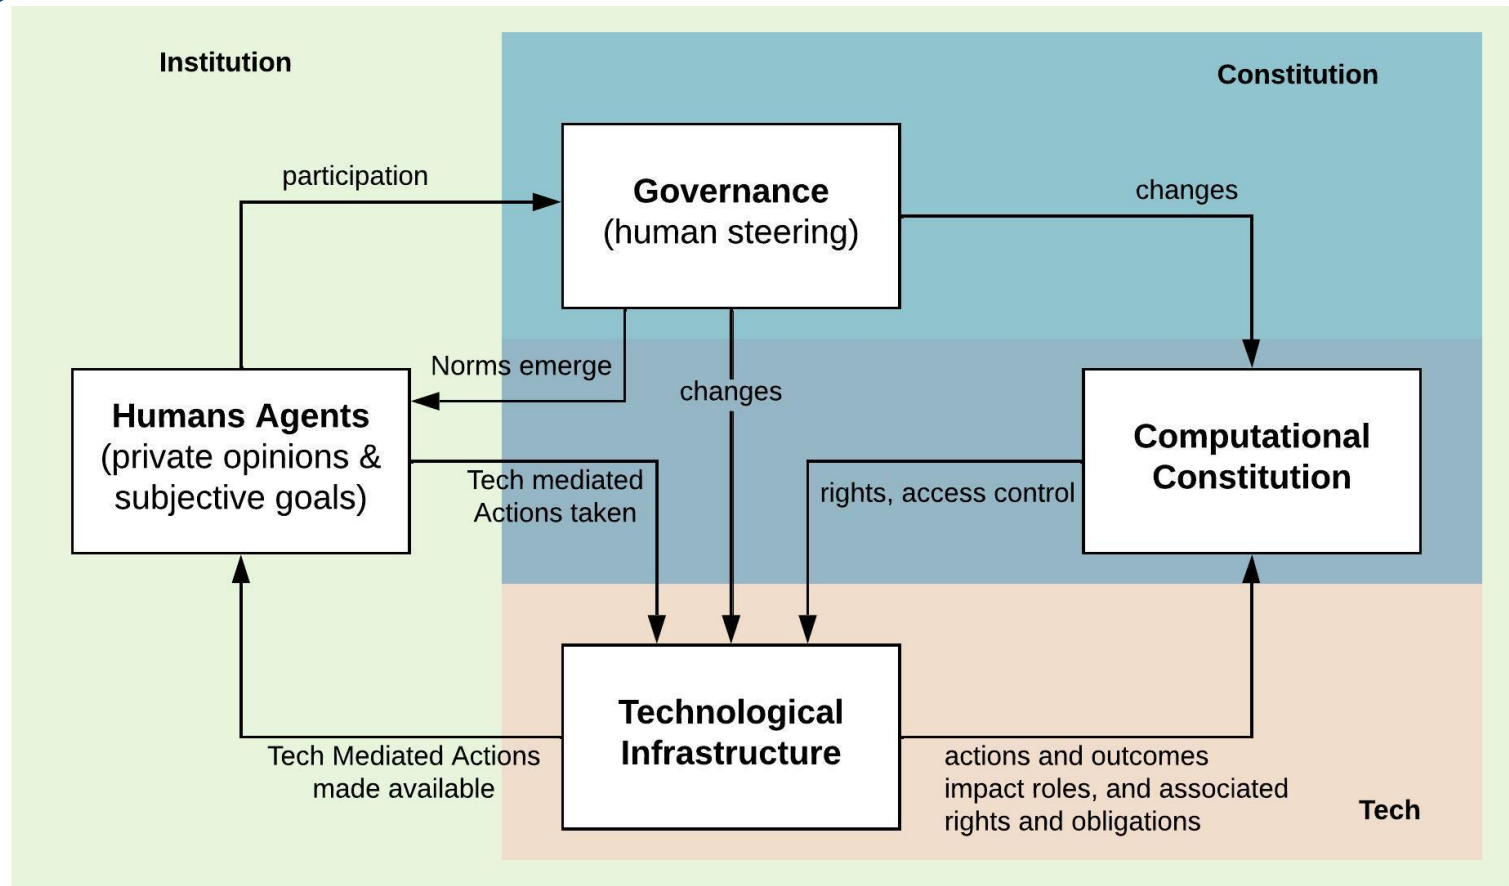 Institution
Constitution
participation
Governance
(human steering)
changes
Norms emerge
changes
Humans Agents
(private opinions &
subjective goals)
Tech mediated
Actions taken
rights, access control
Computational
Constitution
Technological
Infrastructure
Tech Mediated Actions
made available
actions and outcomes
impact roles, and associated
rights and obligations
Tech